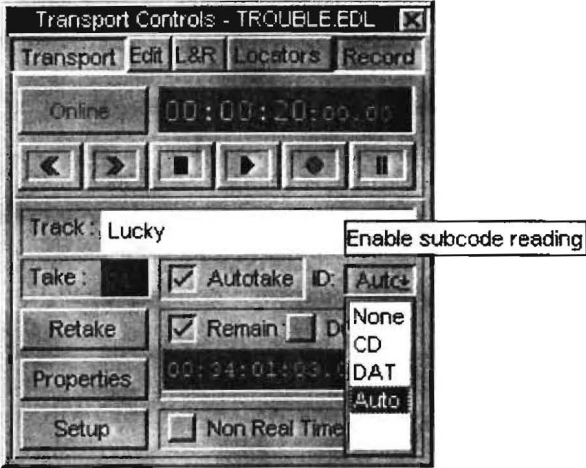 Transport Controls - TROUBLE.EDL
Transport Edit L&R Locators Record
Online 00:00:20:00.00
Track: Lucky
Enable subcode reading
Take: Autotake ID: Auto
Retake Remain:
Properties 00:34:01:03.
Setup Non Real Time
None
CD
DAT
Auto